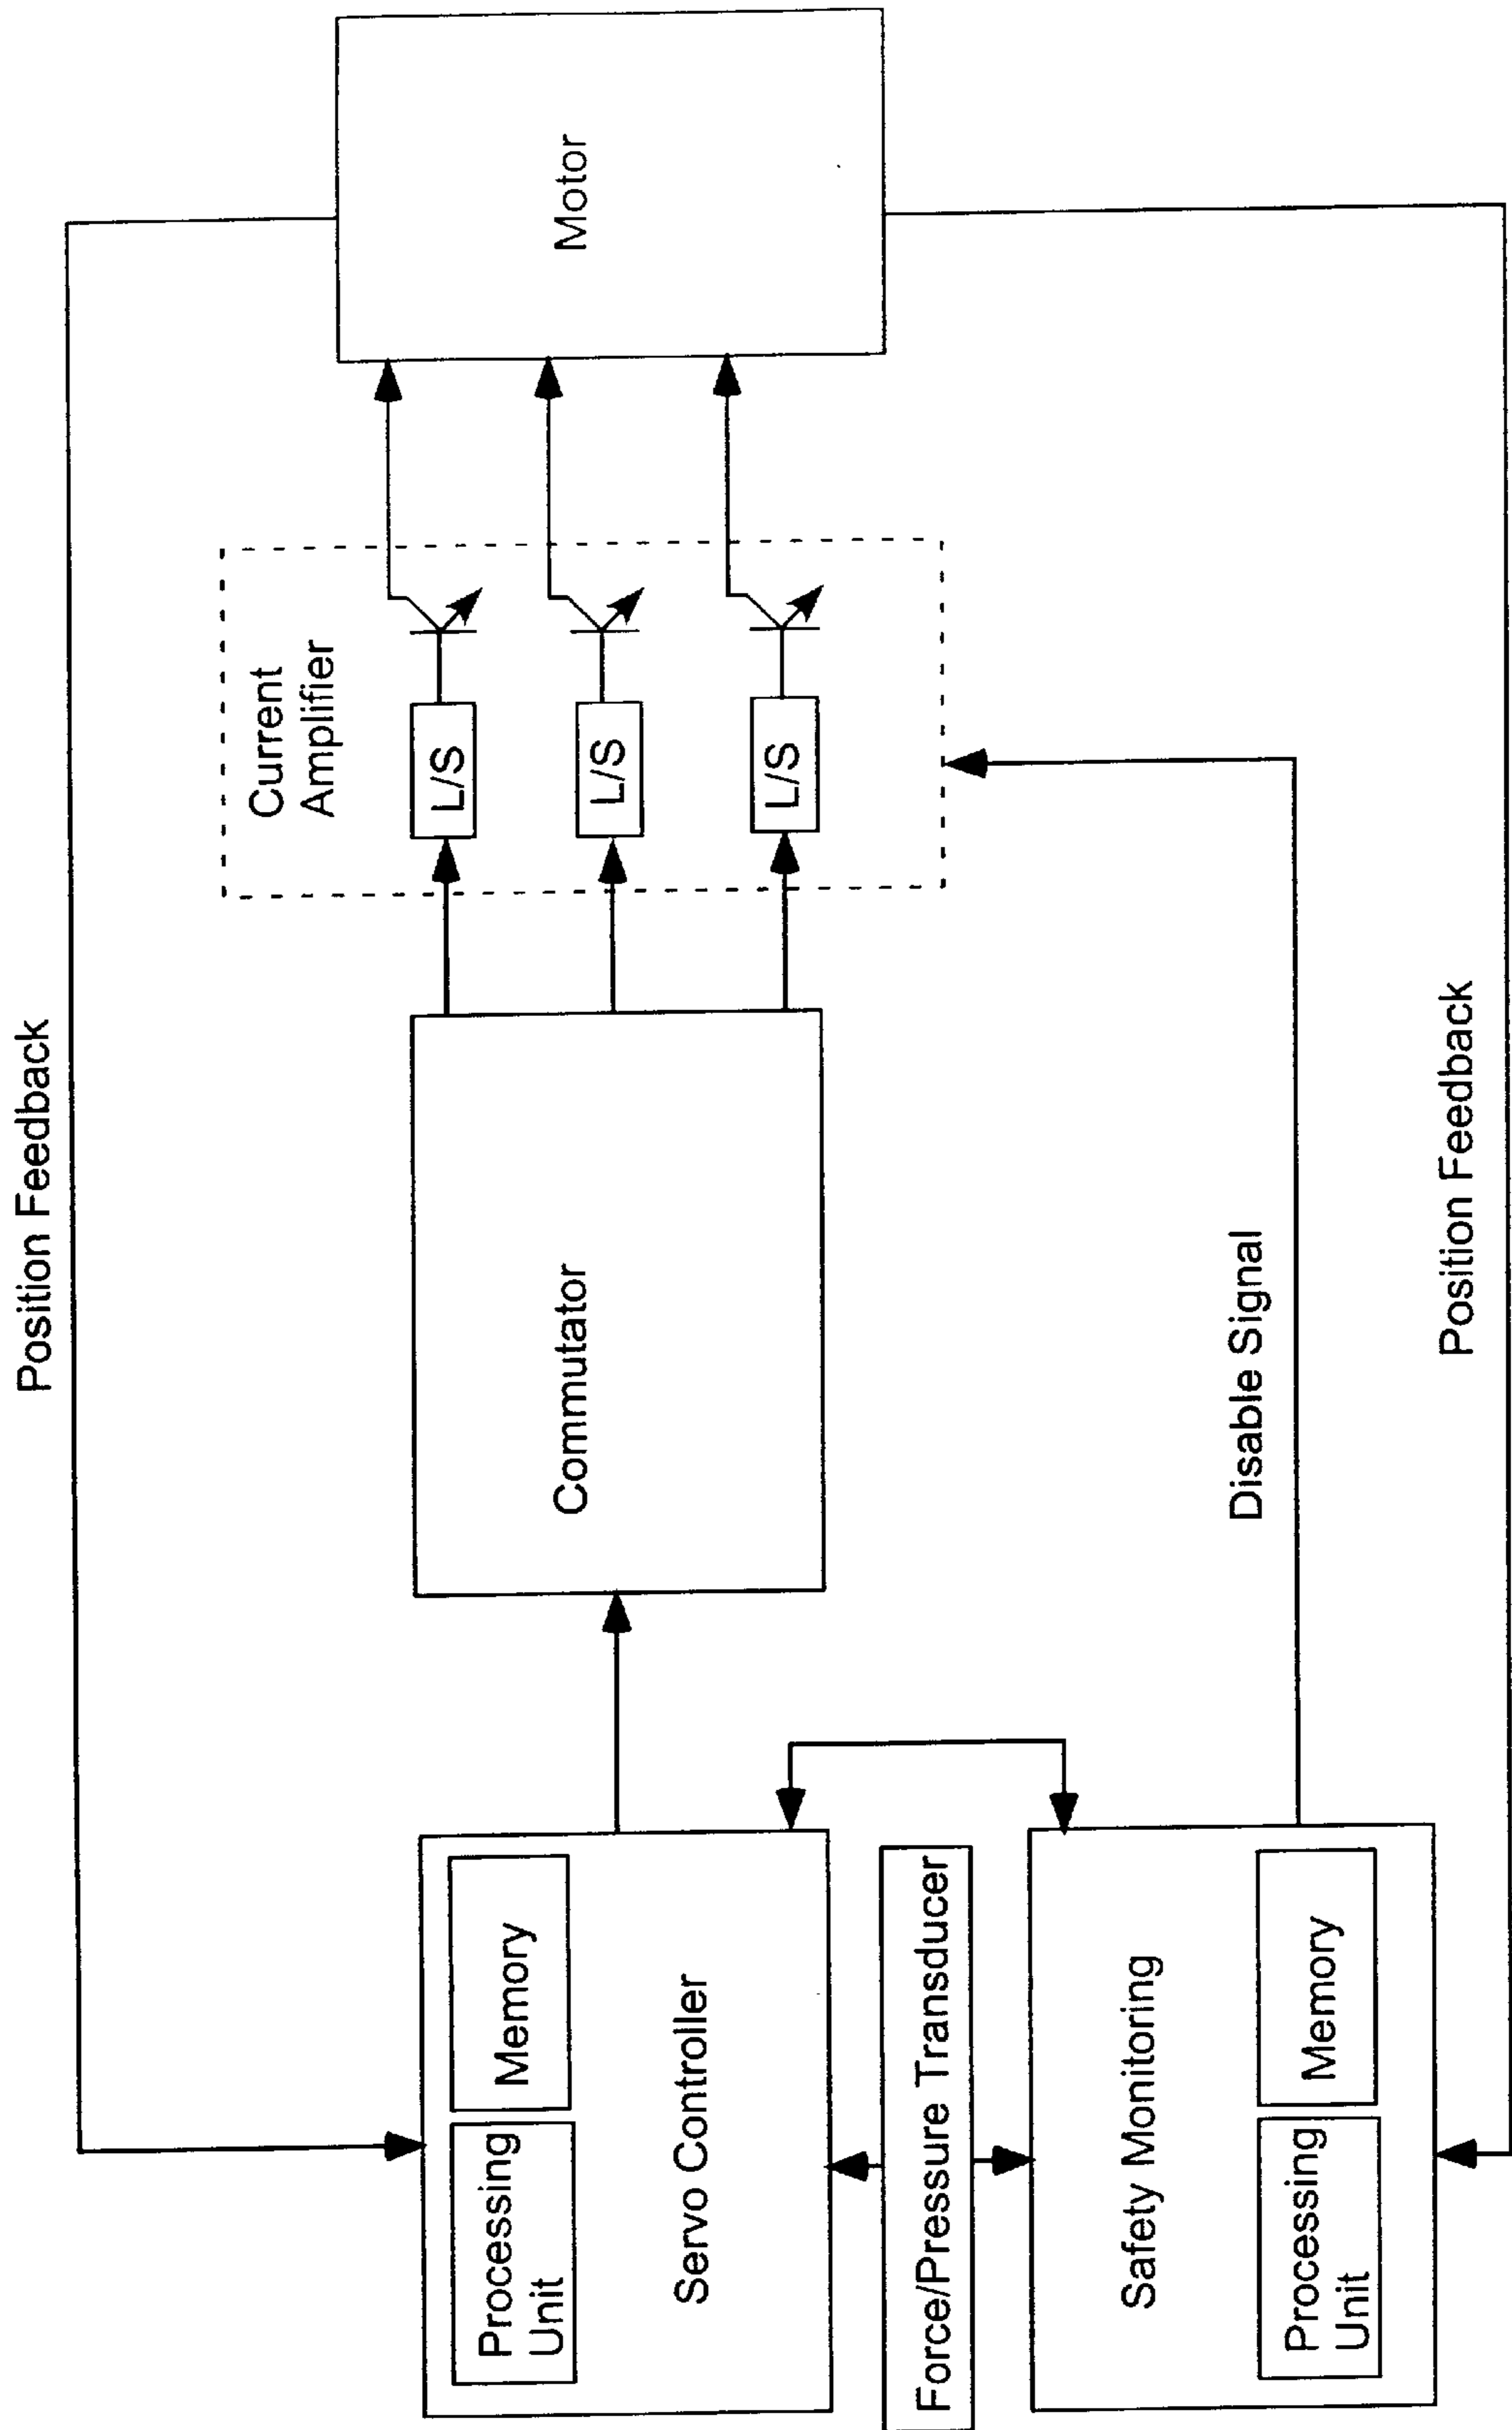 Position Feedback
Processing
Unit
Memory
Servo Controller
Commutator
Current
Amplifier
L/S
L/S
L/S
Motor
Force/Pressure Transducer
Safety Monitoring
Processing
Unit
Memory
Disable Signal
Position Feedback